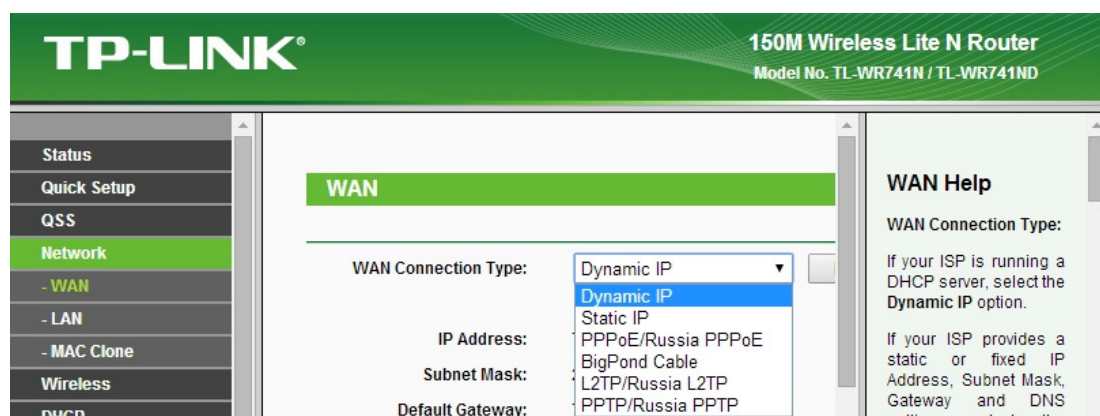 TP-LINK®
150M Wireless Lite N Router
Model No. TL-WR741N / TL-WR741ND
Status
Quick Setup
QSS
Network
- WAN
- LAN
- MAC Clone
Wireless
DHCP
WAN
WAN Connection Type:
Dynamic IP
Dynamic IP
Static IP
PPPoE/Russia PPPoE
BigPond Cable
L2TP/Russia L2TP
PPTP/Russia PPTP
IP Address:
Subnet Mask:
Default Gateway:
WAN Help
WAN Connection Type:
If your ISP is running a
DHCP server, select the
Dynamic IP option.
If your ISP provides a
static or fixed IP
Address, Subnet Mask,
Gateway and DNS